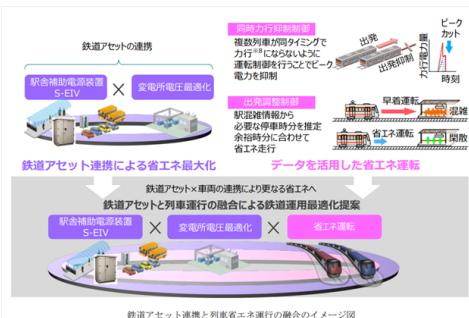 鉄道アセットの連携
駅舎補助電源装置
S-EIV
×
変電所電圧最適化
鉄道アセット連携による省エネ最大化
同時力行抑制制御
複数列車が同タイミングで
力行※8にならないように
運転制御を行うことでピーク
電力を抑制
出発
出発抑制
ピーク
カット
力行電力量
時刻
出発調整制御
駅混雑情報から
必要な停車時分を推定
余裕時分に合わせて
省エネ走行
早着運転
混雑
省エネ運転
閑散
データを活用した省エネ運転
鉄道アセット×車両の連携により更なる省エネへ
鉄道アセットと列車運行の融合による鉄道運用最適化提案
駅舎補助電源装置
S-EIV
×
変電所電圧最適化
×
省エネ運転
鉄道アセット連携と列車省エネ運行の融合のイメージ図